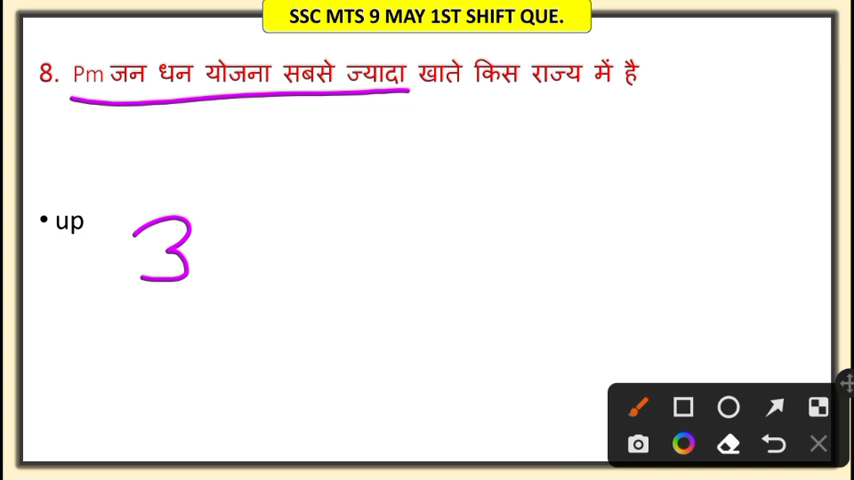 SSC MTS 9 MAY 1ST SHIFT QUE.
8. Pm जन धन योजना सबसे ज्यादा खाते किस राज्य में है
• up
3